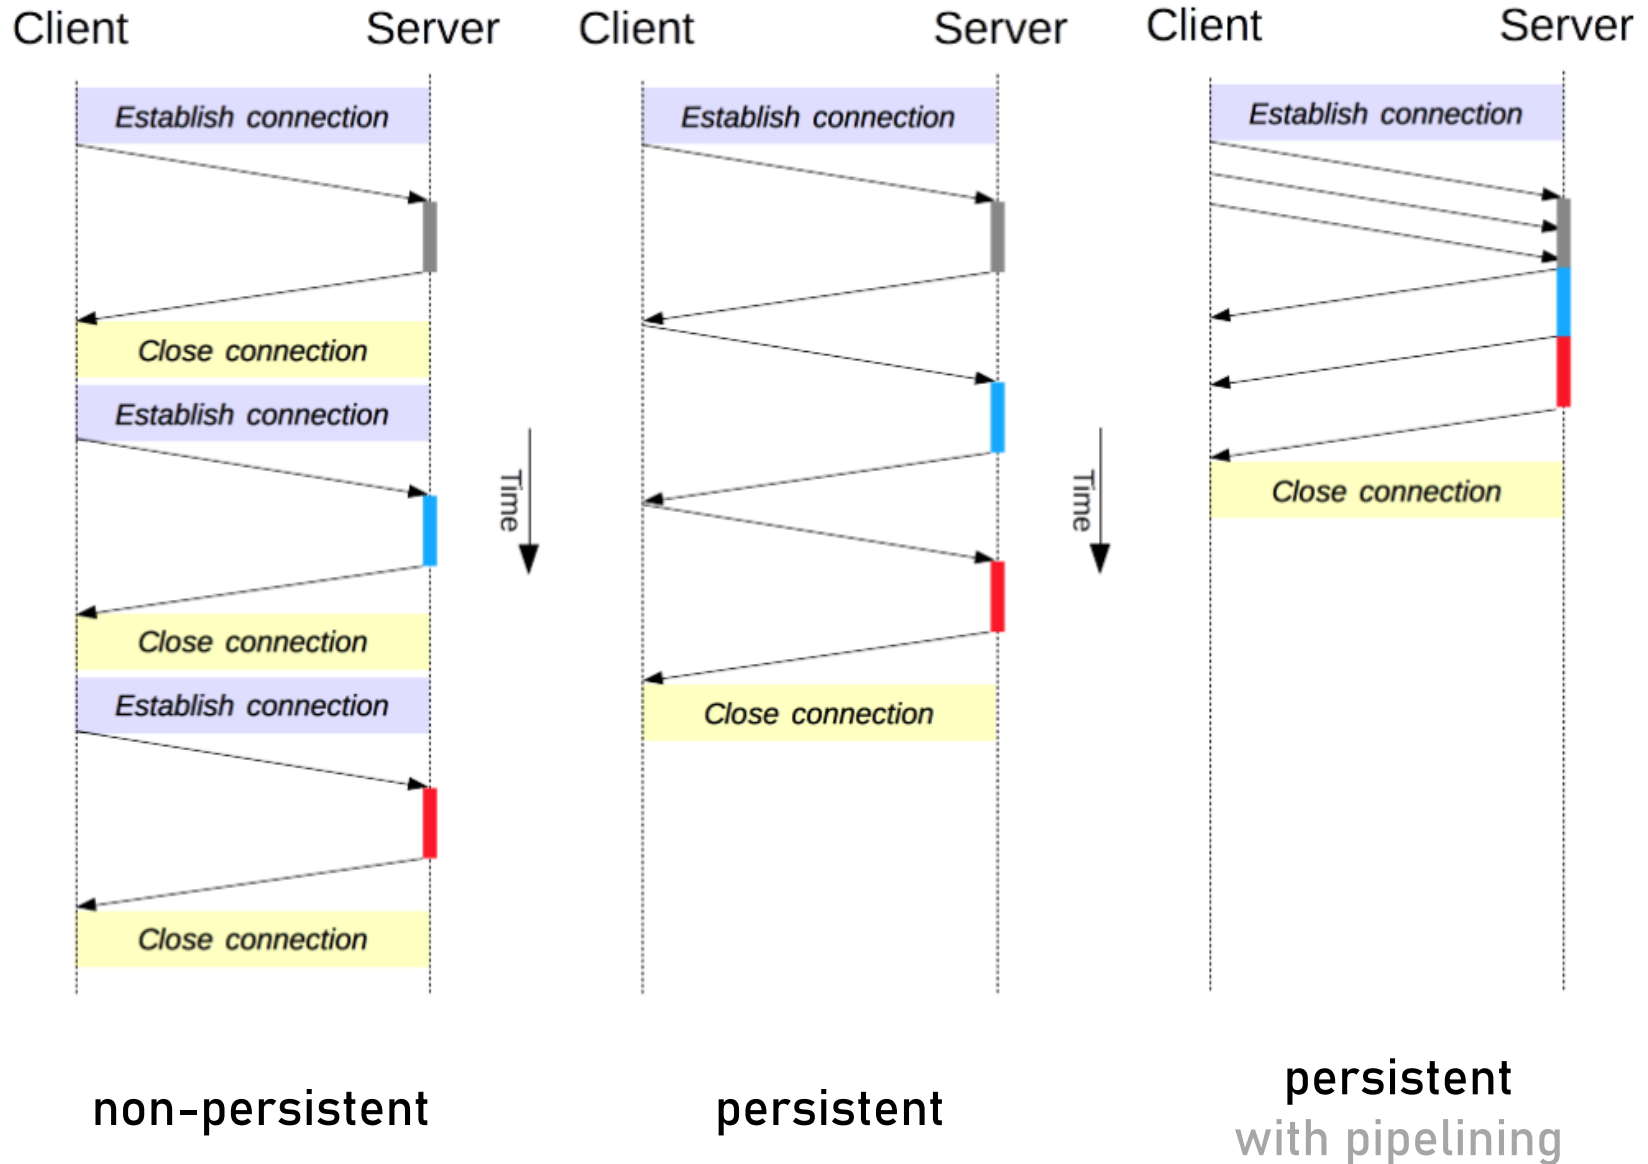 Client
Server
Establish connection
Close connection
Establish connection
Close connection
Establish connection
Close connection
non-persistent
Time
Client
Server
Establish connection
Close connection
persistent
Time
Client
Server
Establish connection
Close connection
persistent
with pipelining